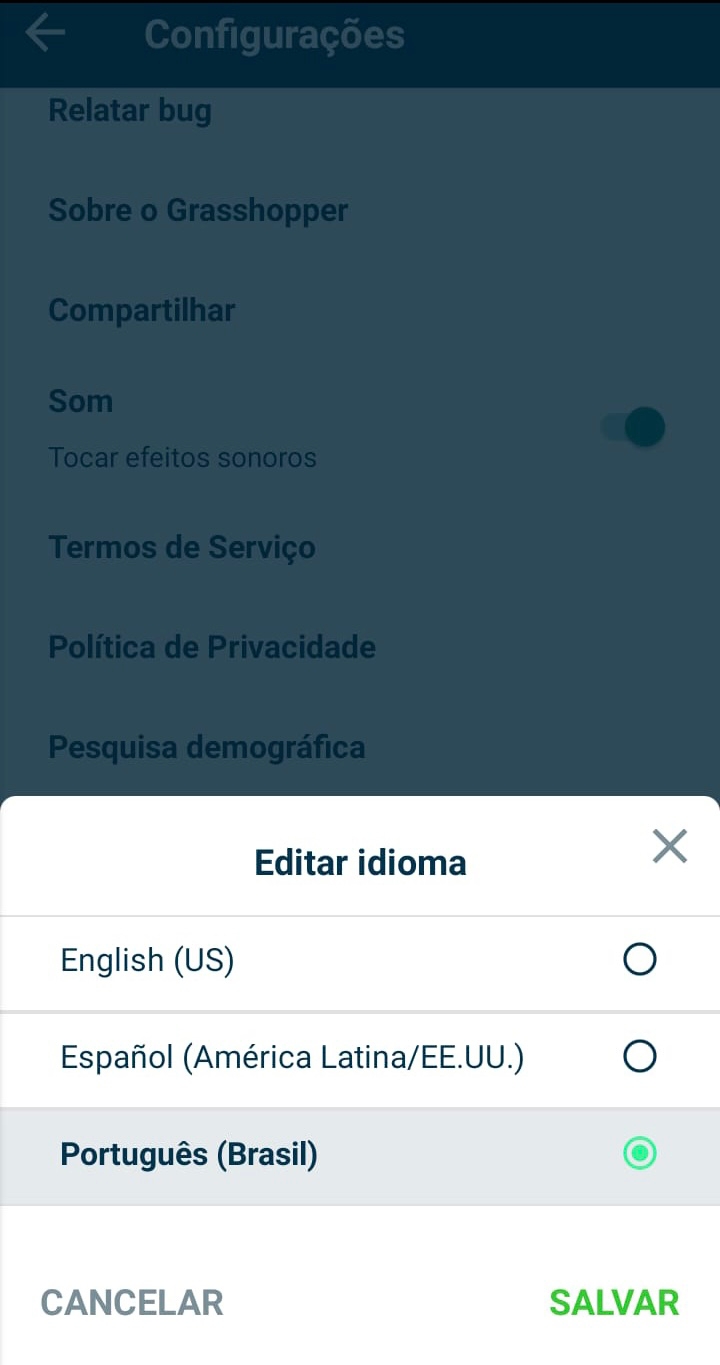 Configurações
Relatar bug
Sobre o Grasshopper
Compartilhar
Som
Tocar efeitos sonoros
Termos de Serviço
Política de Privacidade
Pesquisa demográfica
Editar idioma
English (US)
Español (América Latina/EE.UU.)
Português (Brasil)
CANCELAR SALVAR